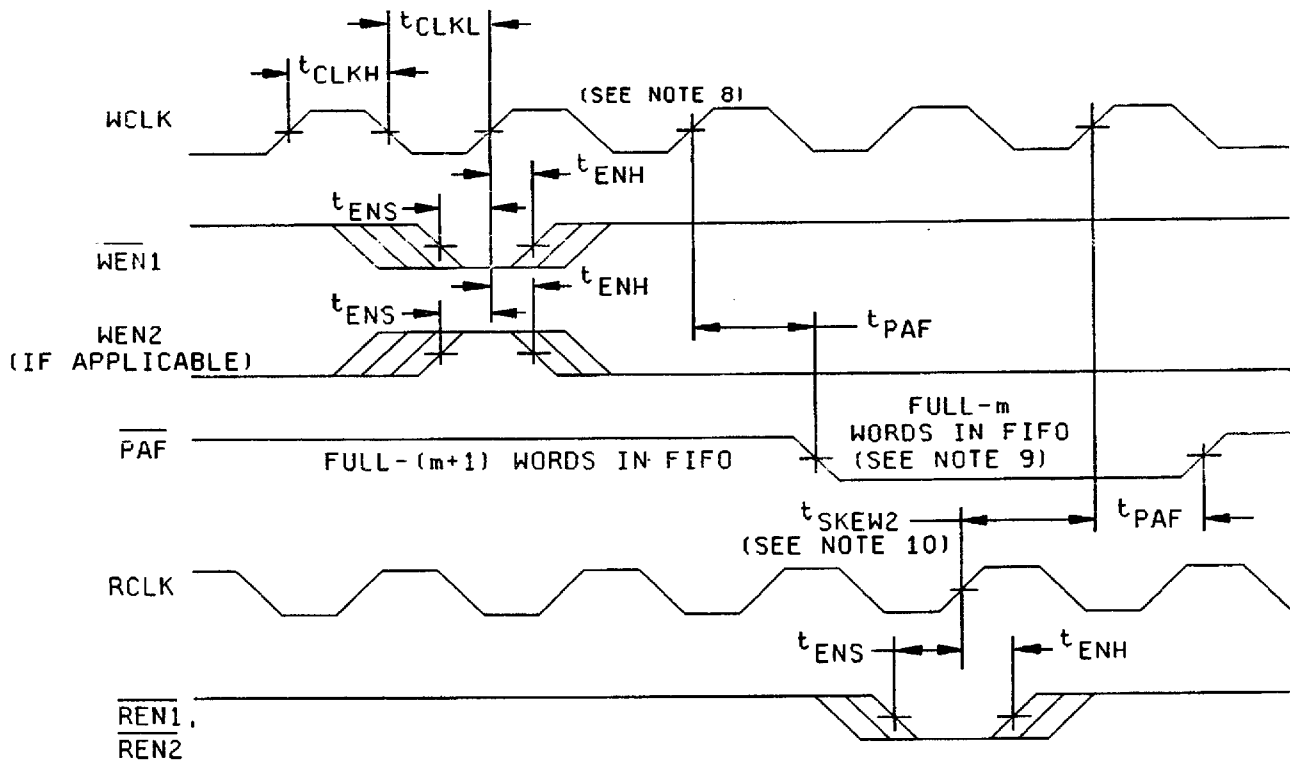 tCLKL
tCLKH
(SEE NOTE 8)
WCLK
tENH
tENS
WEN1
tENH
tENS
WEN2
(IF APPLICABLE)
tPAF
FULL-m
WORDS IN FIFO
(SEE NOTE 9)
PAF
FULL-(m+1) WORDS IN FIFO
tSKEW2
(SEE NOTE 10)
tPAF
RCLK
tENS
tENH
REN1,
REN2